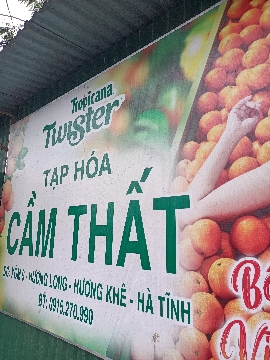 Tropicana
Twister
TẠP HÓA
CẦM THẤT
HƯƠNG LONG - HƯƠNG KHÊ - HÀ TĨNH
ĐT: 0915.270.990